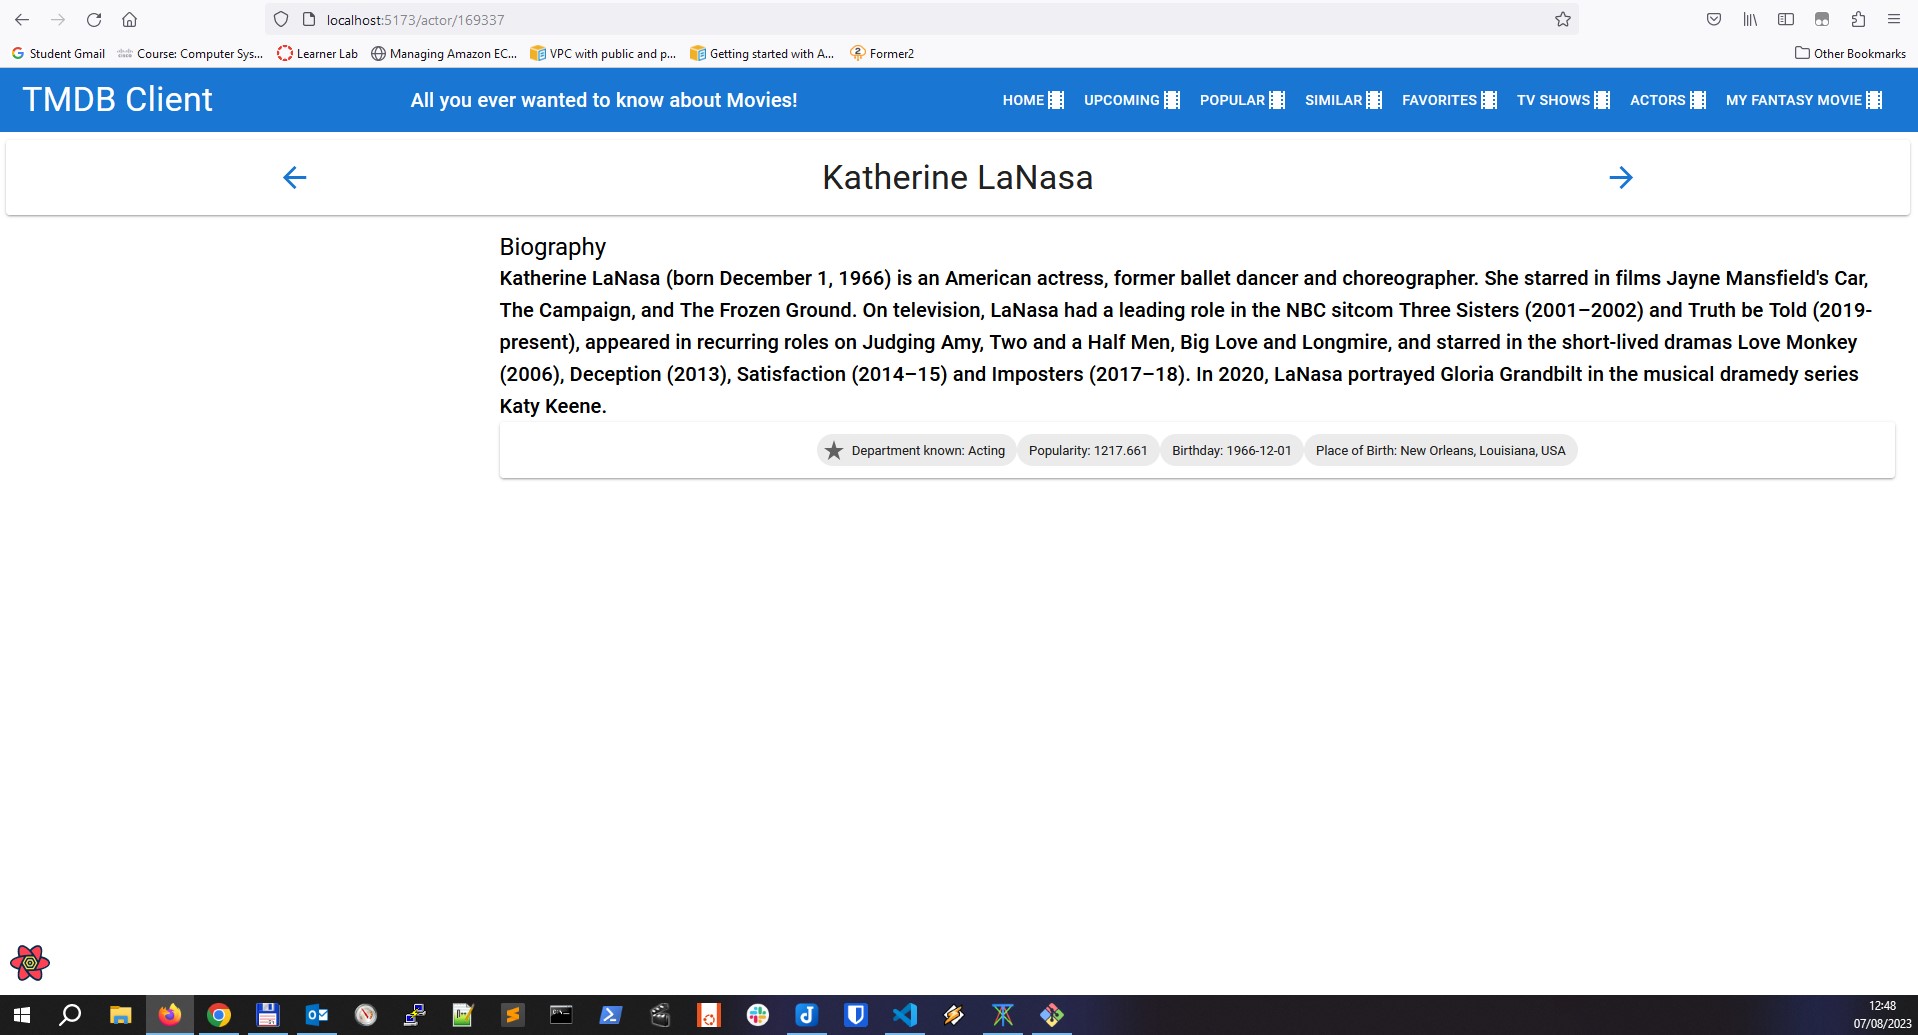 localhost:5173/actor/169337
Student Gmail Course: Computer Sys... Learner Lab Managing Amazon EC... VPC with public and p... Getting started with A... Former2 Other Bookmarks
TMDB Client All you ever wanted to know about Movies! HOME UPCOMING POPULAR SIMILAR FAVORITES TV SHOWS ACTORS MY FANTASY MOVIE
Katherine LaNasa
Biography
Katherine LaNasa (born December 1, 1966) is an American actress, former ballet dancer and choreographer. She starred in films Jayne Mansfield's Car,
The Campaign, and The Frozen Ground. On television, LaNasa had a leading role in the NBC sitcom Three Sisters (2001–2002) and Truth be Told (2019-
present), appeared in recurring roles on Judging Amy, Two and a Half Men, Big Love and Longmire, and starred in the short-lived dramas Love Monkey
(2006), Deception (2013), Satisfaction (2014–15) and Imposters (2017–18). In 2020, LaNasa portrayed Gloria Grandbilt in the musical dramedy series
Katy Keene.
Department known: Acting Popularity: 1217.661 Birthday: 1966-12-01 Place of Birth: New Orleans, Louisiana, USA
12:48
07/08/2023